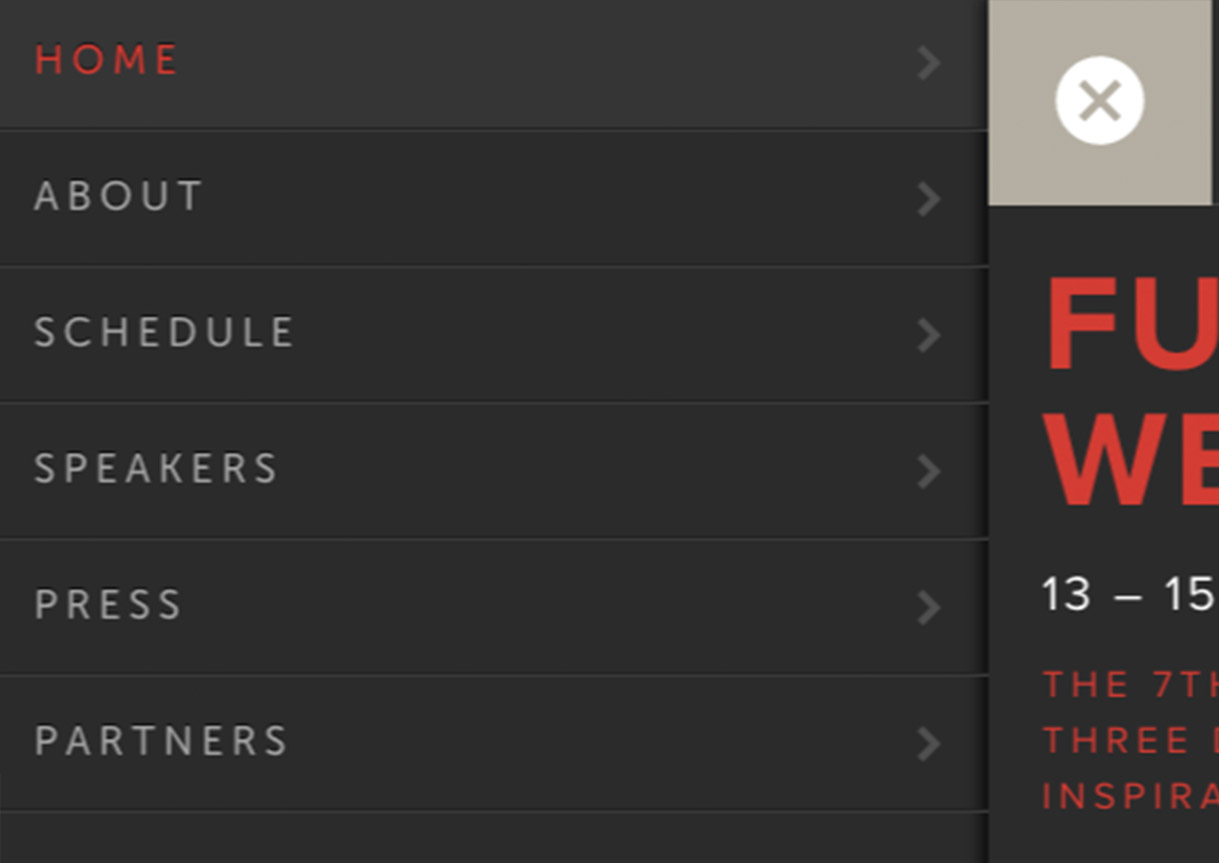 HOME
ABOUT
SCHEDULE
SPEAKERS
PRESS
PARTNERS
FU
WE
13 – 15
THE 7TH
THREE
INSPIRA